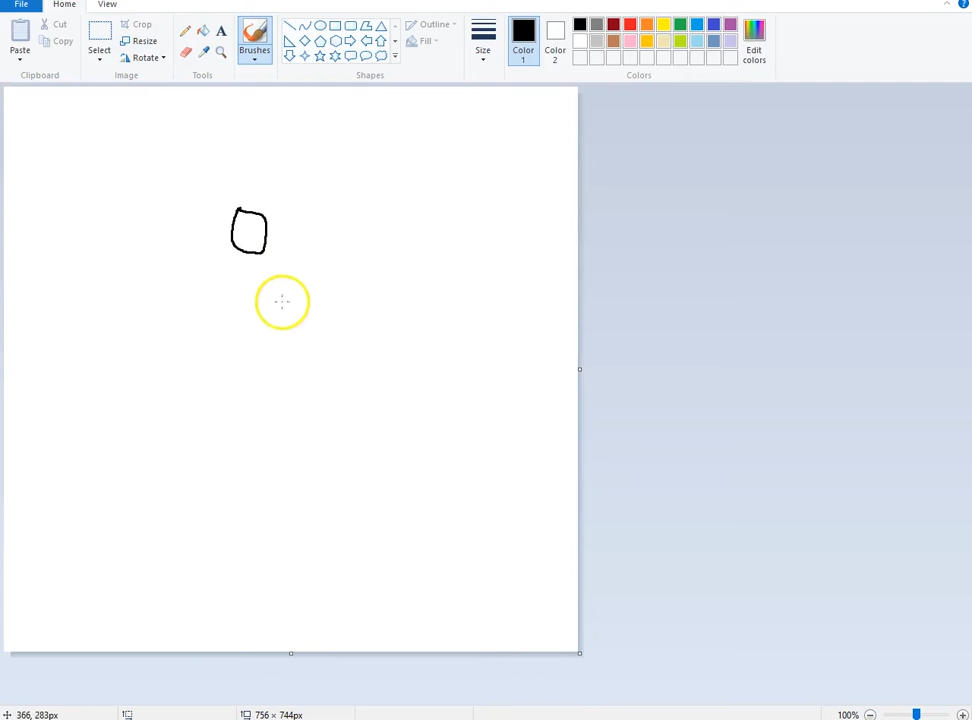 File Home View
Paste Cut Copy Clipboard
Select Crop Resize Rotate Image
A Tools
Brushes
Outline Fill Shapes
Size
Color 1 Color 2 Edit colors Colors
366, 283px 756 × 744px 100%